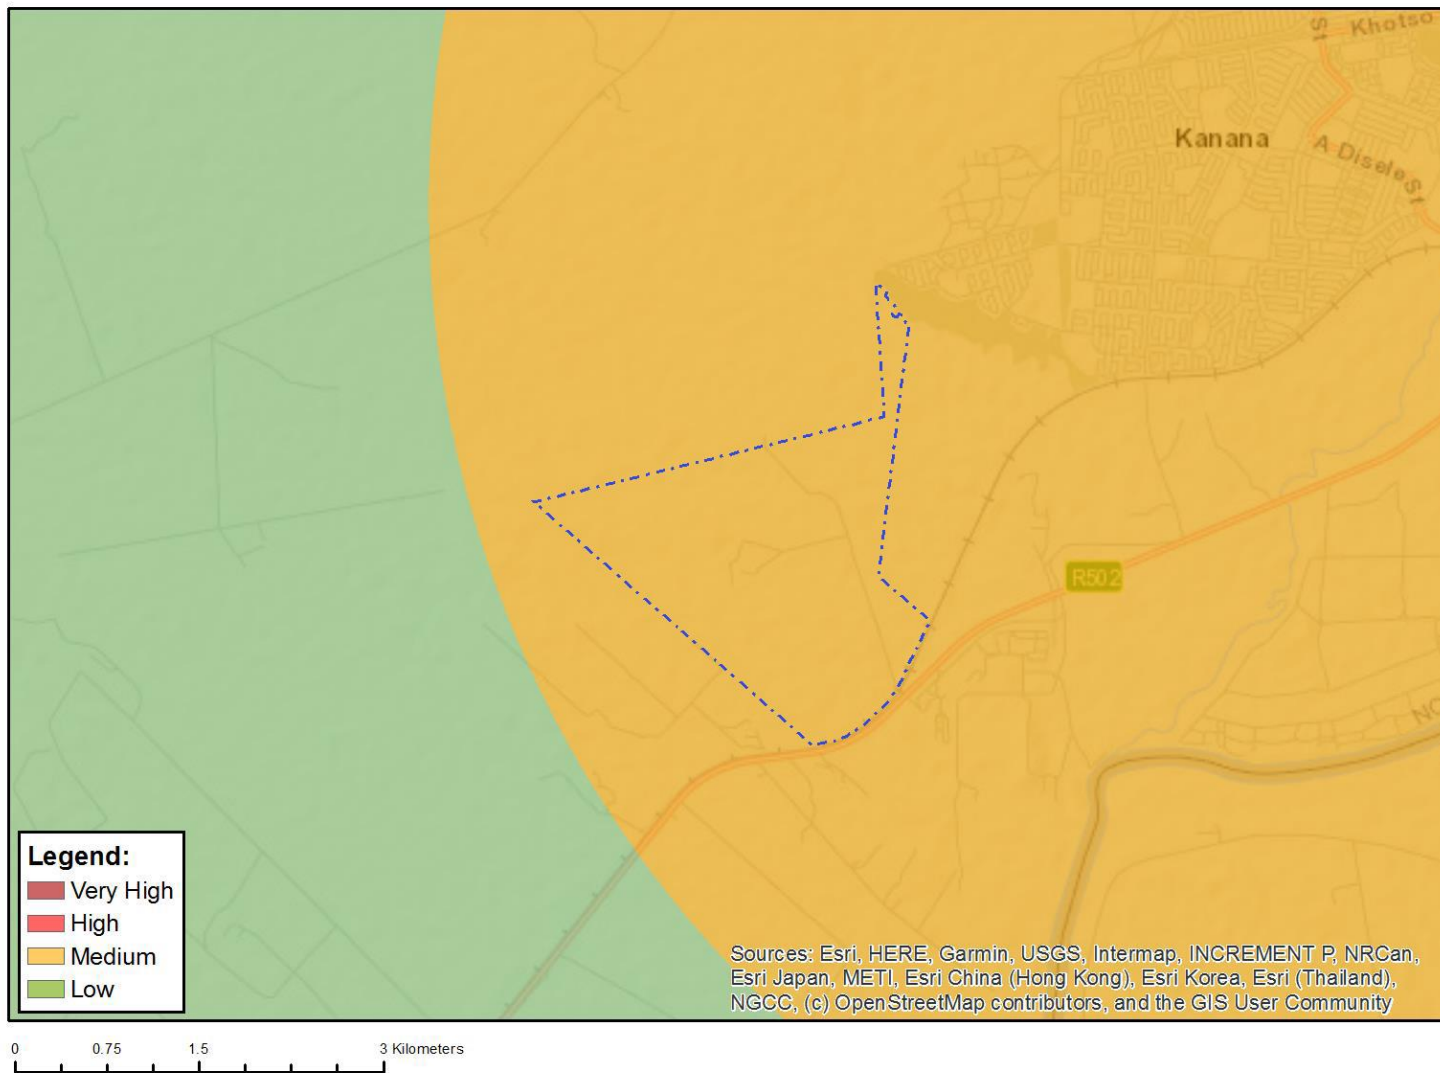 St
Khotso
Kanana
A Disele St
R502
NO
Legend:
Very High
High
Medium
Low
Sources: Esri, HERE, Garmin, USGS, Intermap, INCREMENT P, NRCan,
Esri Japan, METI, Esri China (Hong Kong), Esri Korea, Esri (Thailand),
NGCC, (c) OpenStreetMap contributors, and the GIS User Community
0 0.75 1.5 3 Kilometers